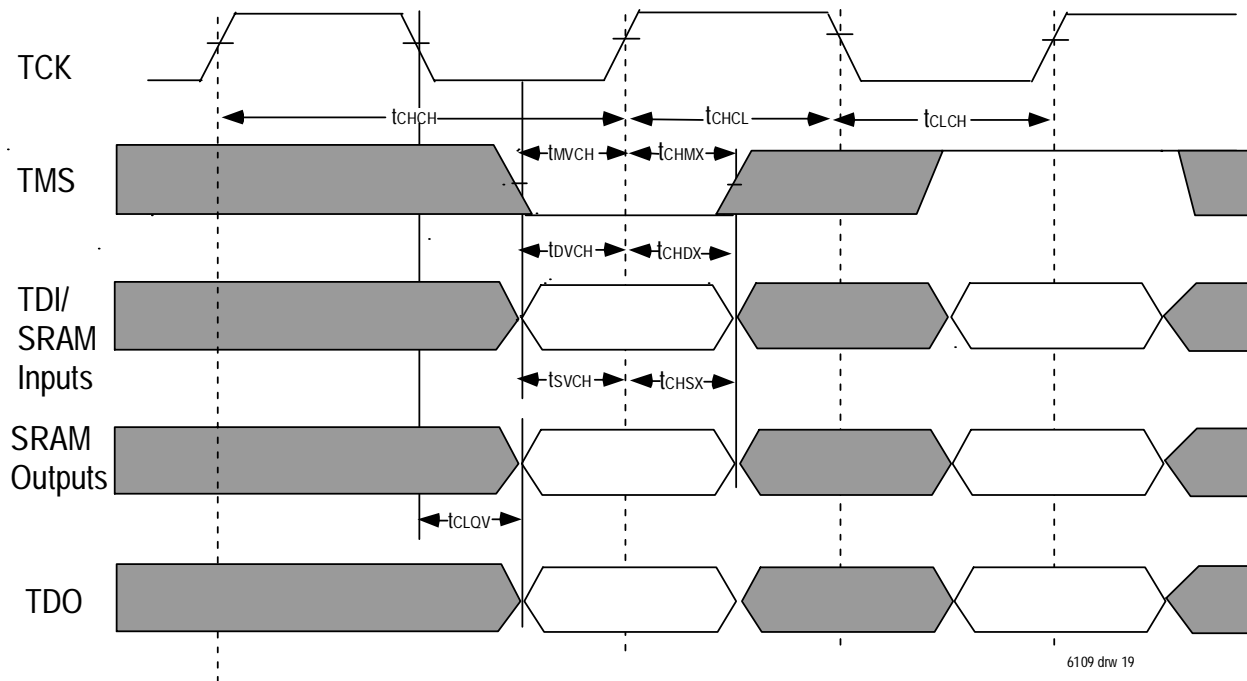 TCK
tCHCH
tCHCL
tCLCH
TMS
tMVCH
tCHMX
tDVCH
tCHDX
TDI/
SRAM
Inputs
tSVCH
tCHSX
SRAM
Outputs
tCLQV
TDO
6109 drw 19